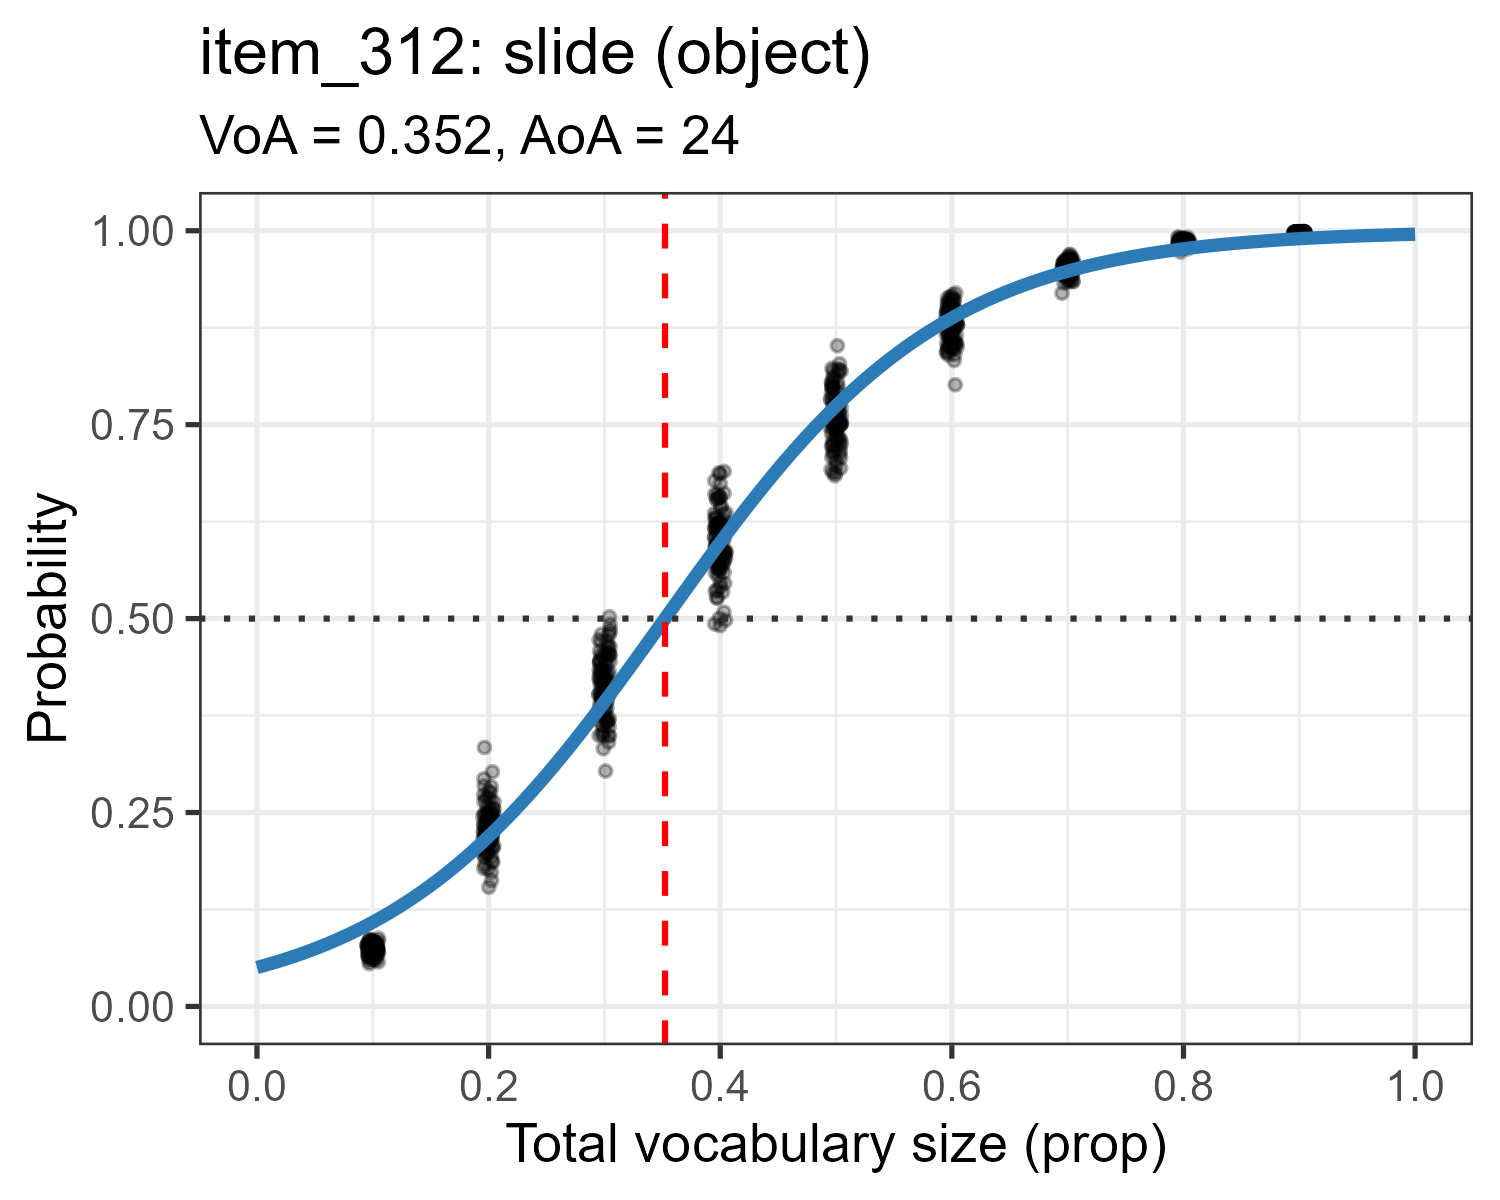 item_312: slide (object)
VoA = 0.352, AoA = 24
1.00
0.75
0.50
0.25
0.00
Probability
0.0 0.2 0.4 0.6 0.8 1.0
Total vocabulary size (prop)